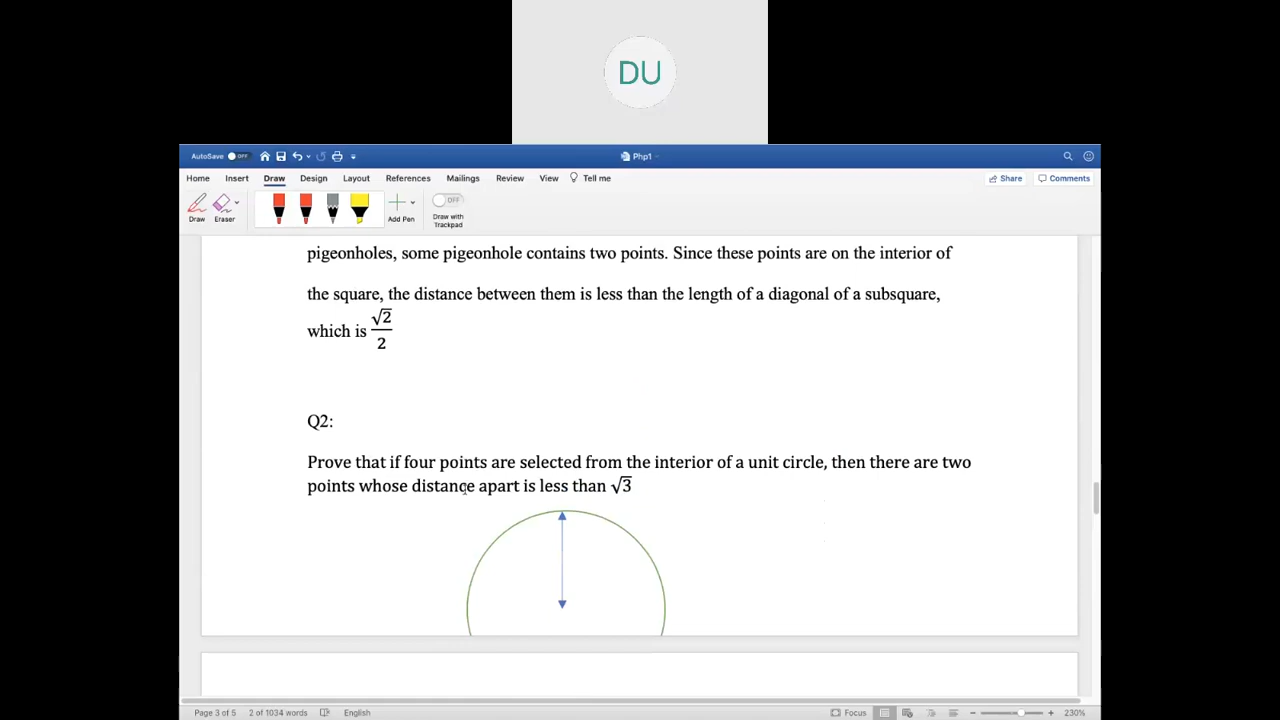 DU
AutoSave OFF
Php1
Home Insert Draw Design Layout References Mailings Review View Tell me
Share Comments
OFF
Draw Eraser Add Pen Draw with Trackpad
pigeonholes, some pigeonhole contains two points. Since these points are on the interior of
the square, the distance between them is less than the length of a diagonal of a subsquare,
which is √2/2
Q2:
Prove that if four points are selected from the interior of a unit circle, then there are two
points whose distance apart is less than √3
Page 3 of 5 2 of 1034 words English Focus 230%